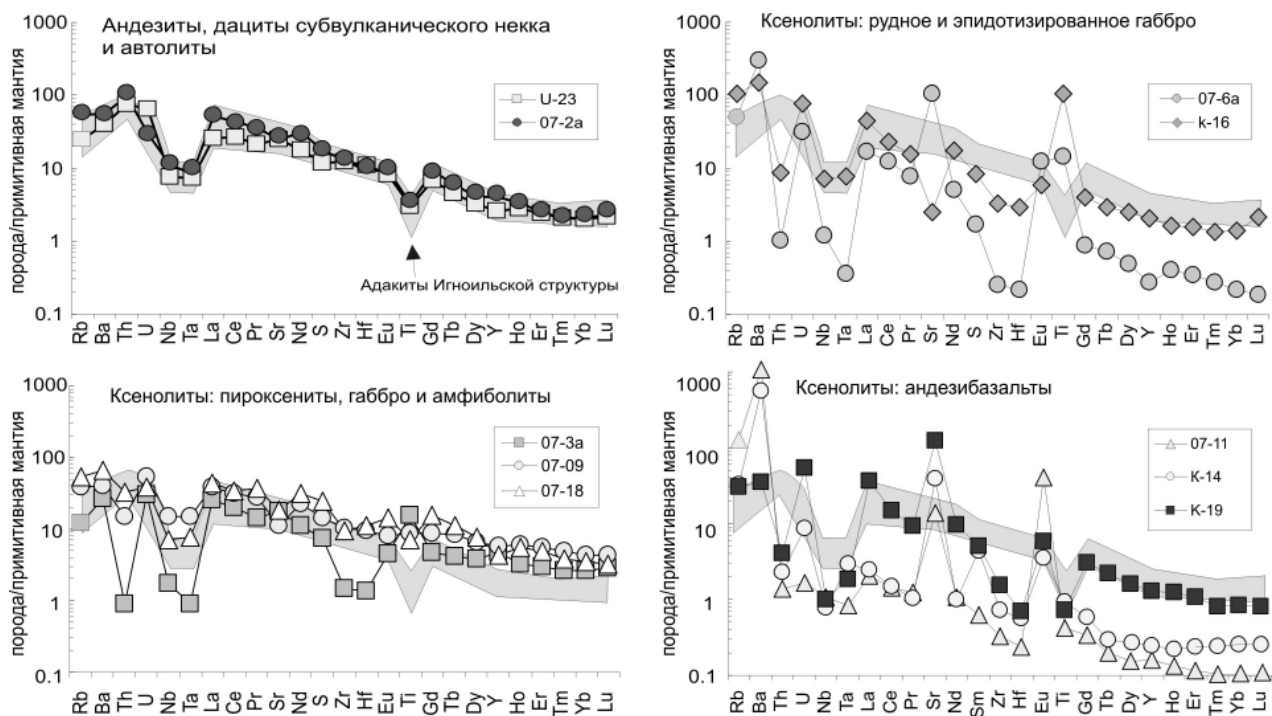 Андезиты, дациты субвулканического некка
и автолиты
порода/примитивная мантия
1000
100
10
1
0.1
U-23
07-2a
Адакиты Игноильской структуры
Rb Ba Th U Nb Ta La Ce Pr Sr Nd S Zr Hf Eu Ti Gd Tb Dy Y Ho Er Tm Yb Lu
Ксенолиты: рудное и эпидотизированное габбро
порода/примитивная мантия
1000
100
10
1
0.1
07-6a
k-16
Rb Ba Th U Nb Ta La Ce Pr Sr Nd S Zr Hf Eu Ti Gd Tb Dy Y Ho Er Tm Yb Lu
Ксенолиты: пироксениты, габбро и амфиболиты
порода/примитивная мантия
1000
100
10
1
0.1
07-3a
07-09
07-18
Rb Ba Th U Nb Ta La Ce Pr Sr Nd S Zr Hf Eu Ti Gd Tb Dy Y Ho Er Tm Yb Lu
Ксенолиты: андезибазальты
порода/примитивная мантия
1000
100
10
1
0.1
07-11
K-14
K-19
Rb Ba Th U Nb Ta La Ce Pr Sr Nd Sm Zr Hf Eu Ti Gd Tb Dy Y Ho Er Tm Yb Lu